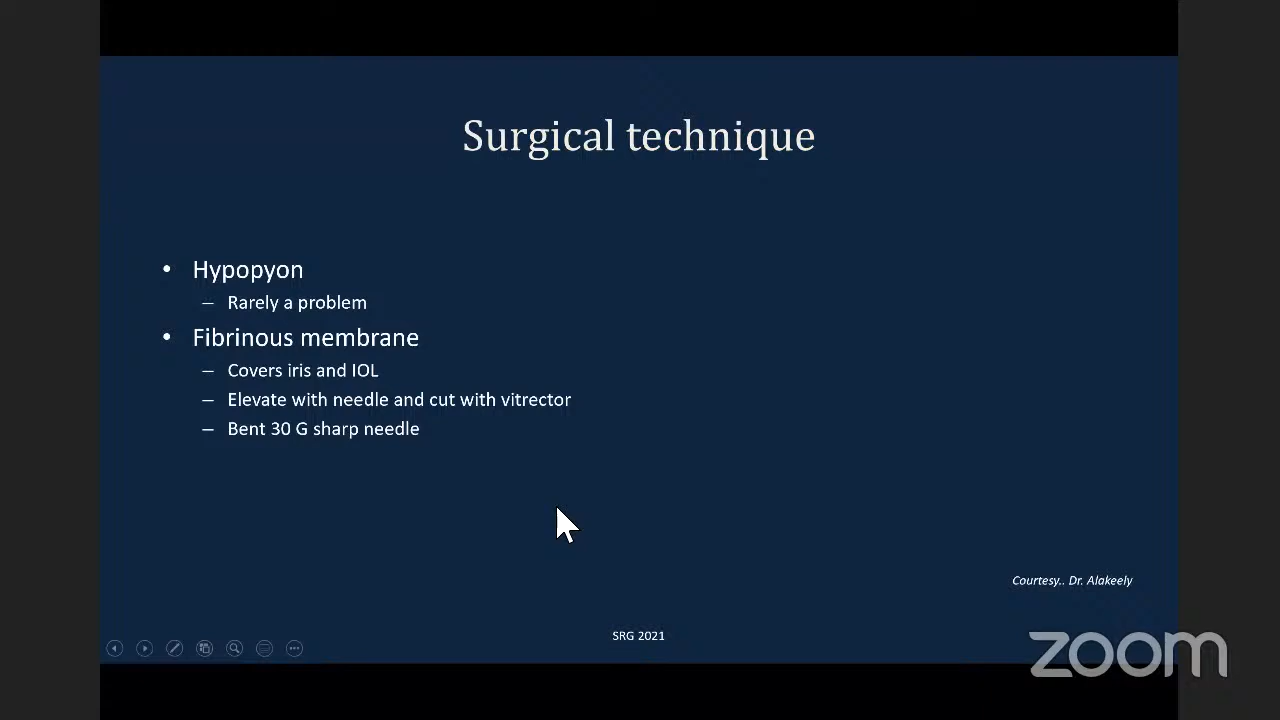 Surgical technique
• Hypopyon
– Rarely a problem
• Fibrinous membrane
– Covers iris and IOL
– Elevate with needle and cut with vitrector
– Bent 30 G sharp needle
Courtesy.. Dr. Alakeely
SRG 2021
zoom